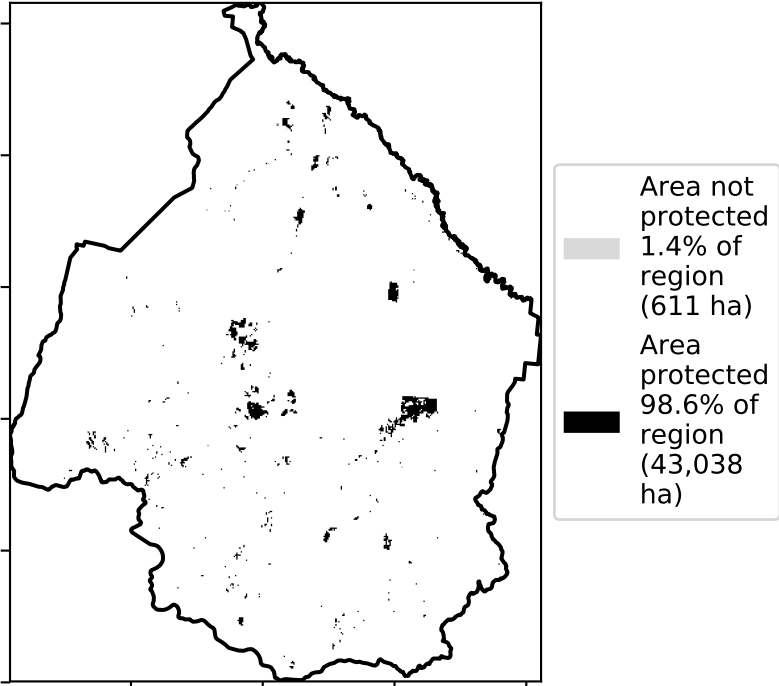 Area not
protected
1.4% of
region
(611 ha)
Area
protected
98.6% of
region
(43,038
ha)